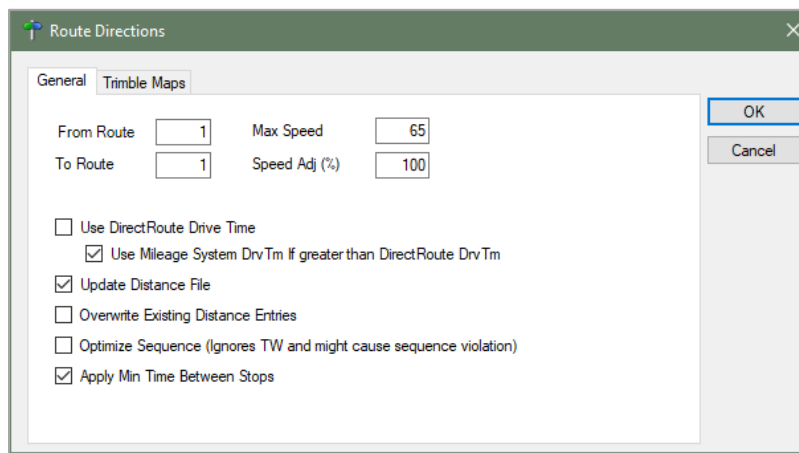 Route Directions
General Trimble Maps
OK
From Route 1 Max Speed 65
Cancel
To Route 1 Speed Adj (%) 100
Use DirectRoute Drive Time
Use Mileage System DrvTm If greater than DirectRoute DrvTm
Update Distance File
Overwrite Existing Distance Entries
Optimize Sequence (Ignores TW and might cause sequence violation)
Apply Min Time Between Stops